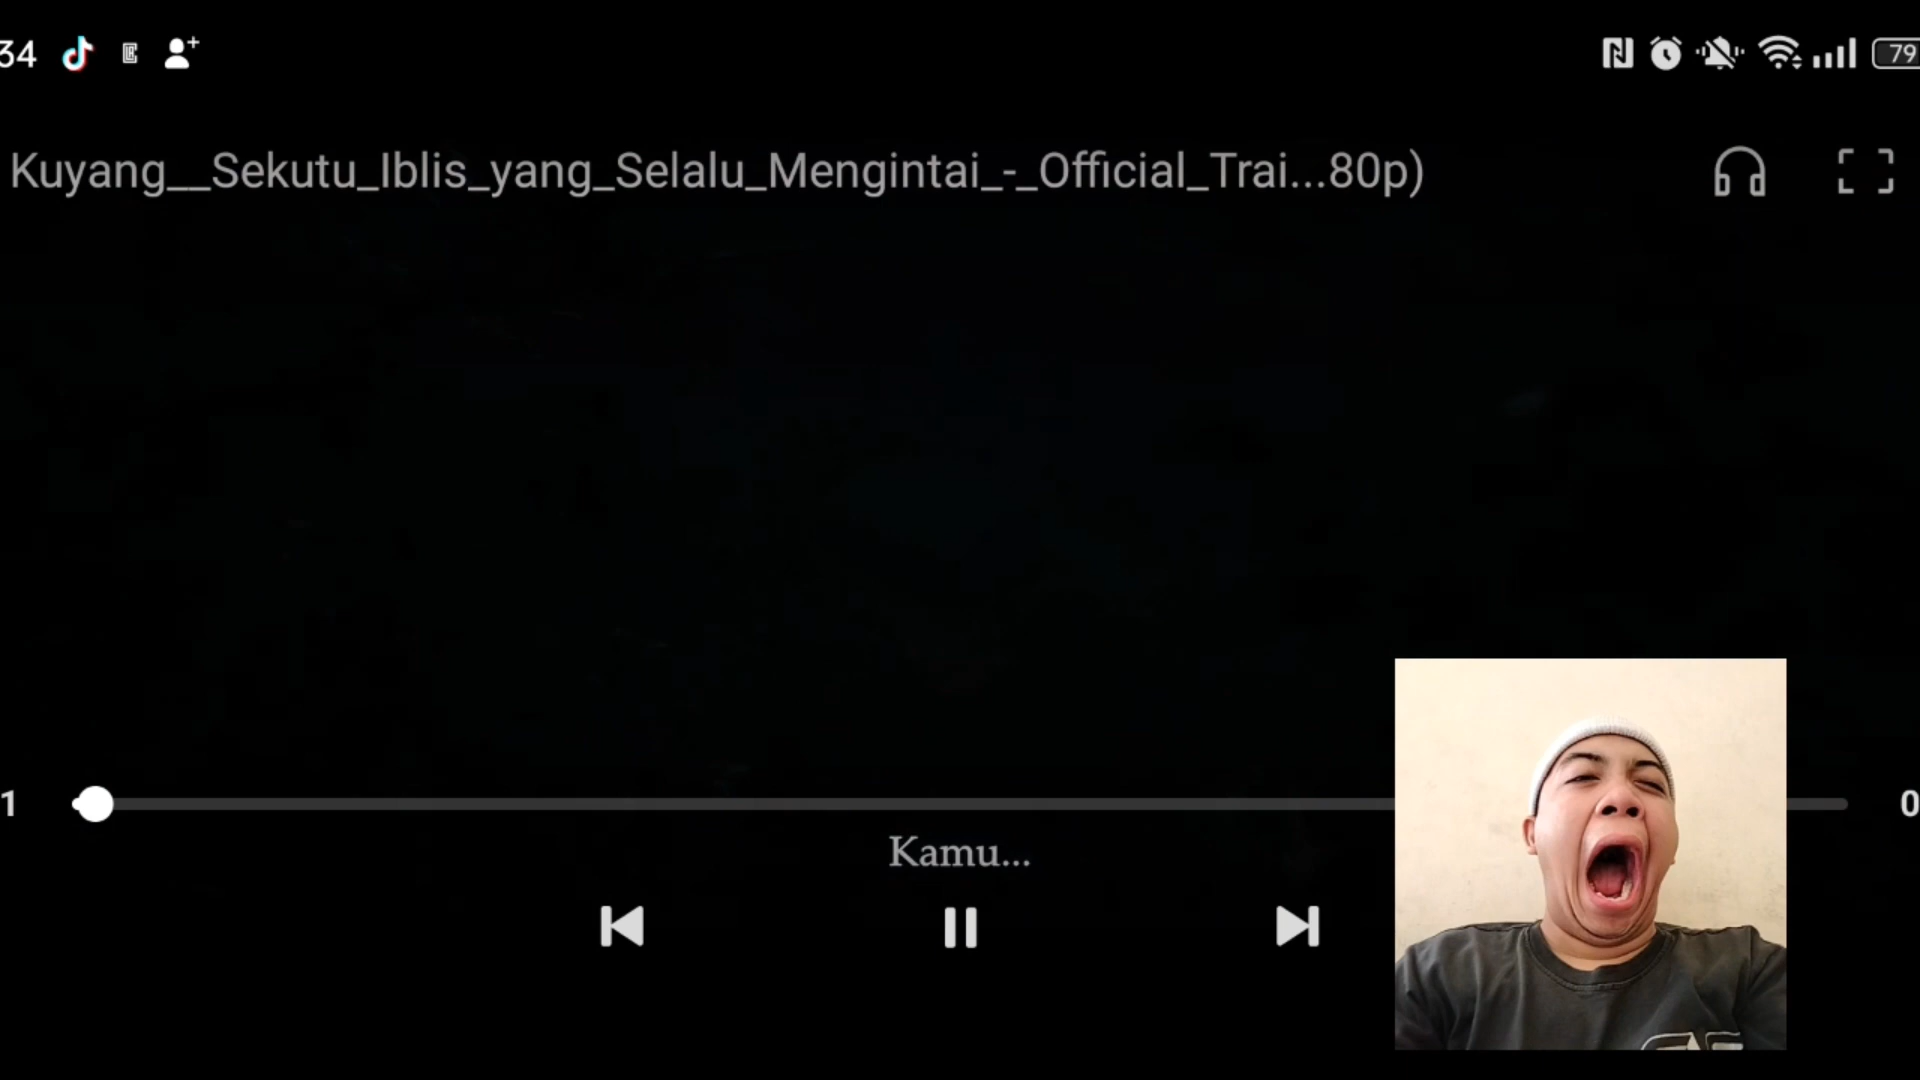 34
79
Kuyang__Sekutu_Iblis_yang_Selalu_Mengintai_-_Official_Trai...80p)
1
0
Kamu...